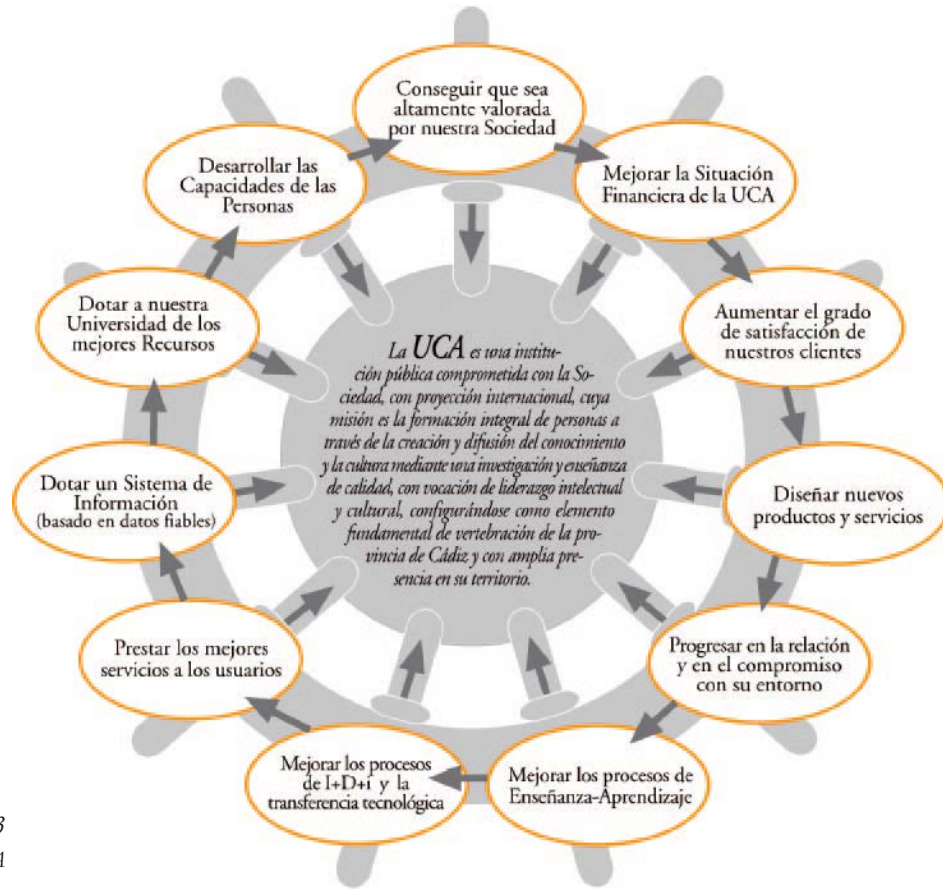 Conseguir que sea
altamente valorada
por nuestra Sociedad
Mejorar la Situación
Financiera de la UCA
Aumentar el grado
de satisfacción de
nuestros clientes
Diseñar nuevos
productos y servicios
Progresar en la relación
y en el compromiso
con su entorno
Mejorar los procesos de
Enseñanza-Aprendizaje
Mejorar los procesos
de I+D+i y la
transferencia tecnológica
Prestar los mejores
servicios a los usuarios
Dotar un Sistema de
Información
(basado en datos fiables)
Dotar a nuestra
Universidad de los
mejores Recursos
Desarrollar las
Capacidades de las
Personas
La UCA es una institu-
ción pública comprometida con la So-
ciedad, con proyección internacional, cuya
misión es la formación integral de personas a
través de la creación y difusión del conocimiento
y la cultura mediante una investigación y enseñanza
de calidad, con vocación de liderazgo intelectual
y cultural, configurándose como elemento
fundamental de vertebración de la pro-
vincia de Cádiz y con amplia pre-
sencia en su territorio.